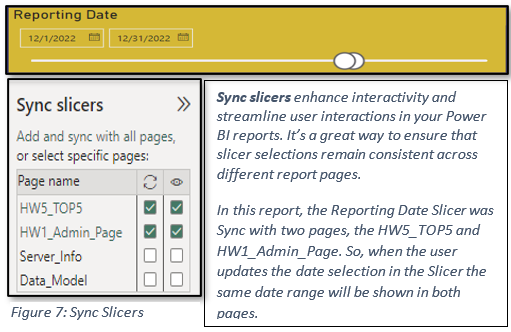 Reporting Date
12/1/2022 12/31/2022
Sync slicers
Add and sync with all pages,
or select specific pages:
Page name
HW5_TOP5
HW1_Admin_Page
Server_Info
Data_Model
Figure 7: Sync Slicers
Sync slicers enhance interactivity and
streamline user interactions in your Power
BI reports. It’s a great way to ensure that
slicer selections remain consistent across
different report pages.
In this report, the Reporting Date Slicer was
Sync with two pages, the HW5_TOP5 and
HW1_Admin_Page. So, when the user
updates the date selection in the Slicer the
same date range will be shown in both
pages.